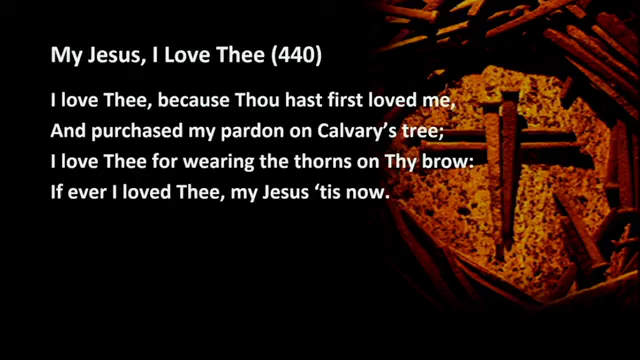 My Jesus, I Love Thee (440)
I love Thee, because Thou hast first loved me,
And purchased my pardon on Calvary’s tree;
I love Thee for wearing the thorns on Thy brow:
If ever I loved Thee, my Jesus ‘tis now.